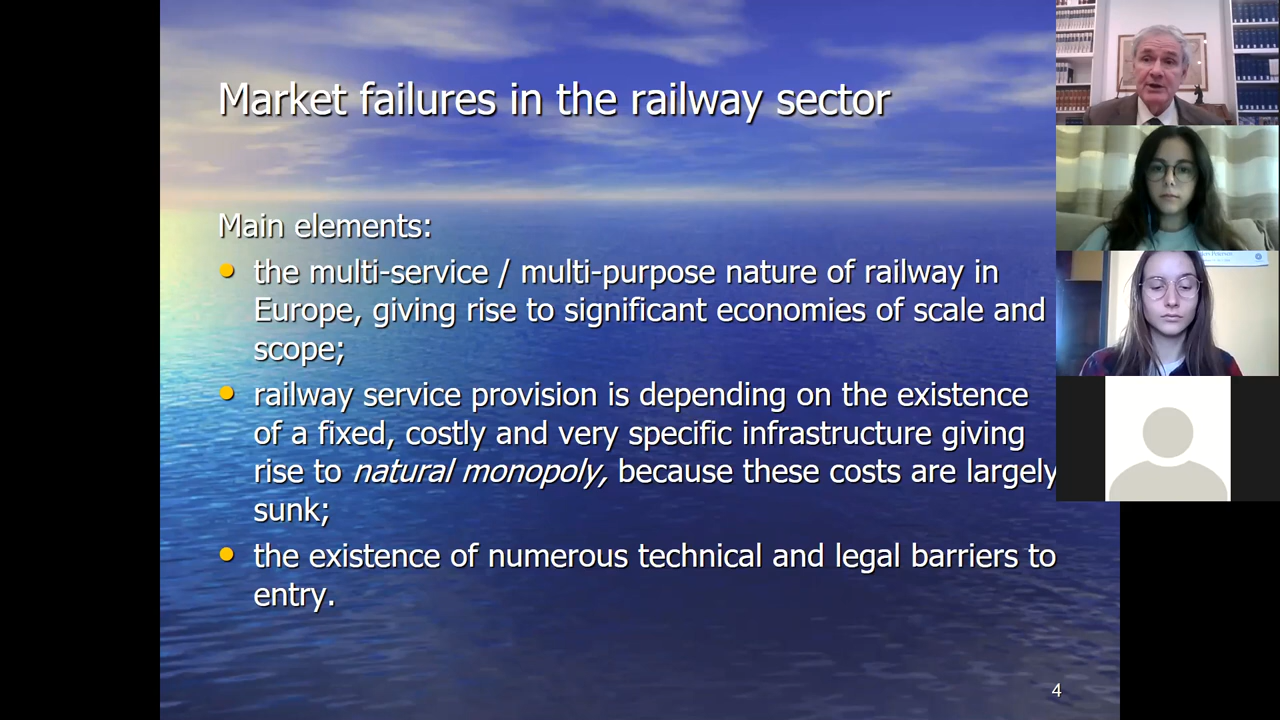 Market failures in the railway sector
Main elements:
• the multi-service / multi-purpose nature of railway in
Europe, giving rise to significant economies of scale and
scope;
• railway service provision is depending on the existence
of a fixed, costly and very specific infrastructure giving
rise to natural monopoly, because these costs are largely
sunk;
• the existence of numerous technical and legal barriers to
entry.
4